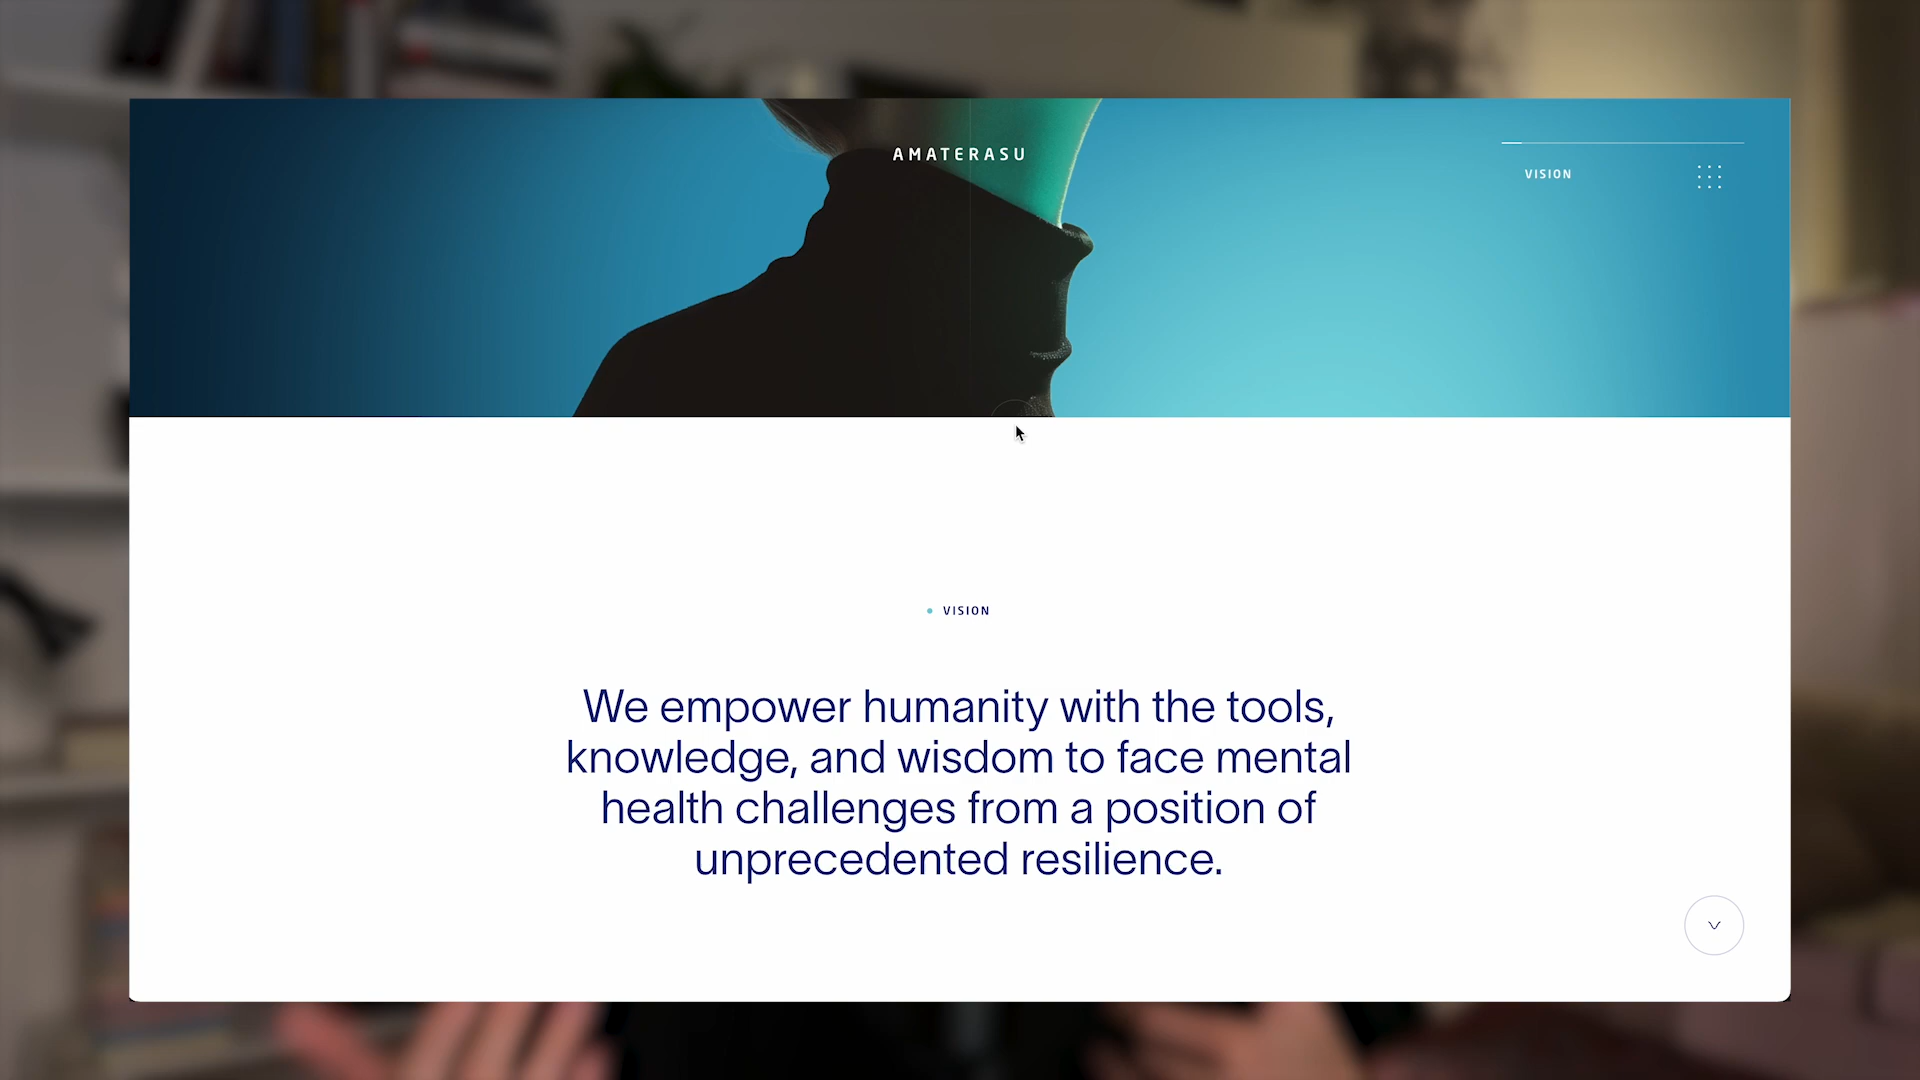 AMATERASU
VISION
VISION
We empower humanity with the tools,
knowledge, and wisdom to face mental
health challenges from a position of
unprecedented resilience.